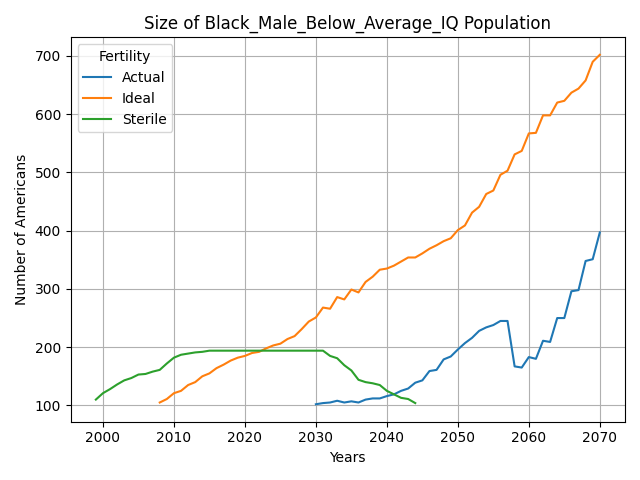 Size of Black_Male_Below_Average_IQ Population
Fertility
Actual
Ideal
Sterile
Number of Americans
700
600
500
400
300
200
100
2000 2010 2020 2030 2040 2050 2060 2070
Years